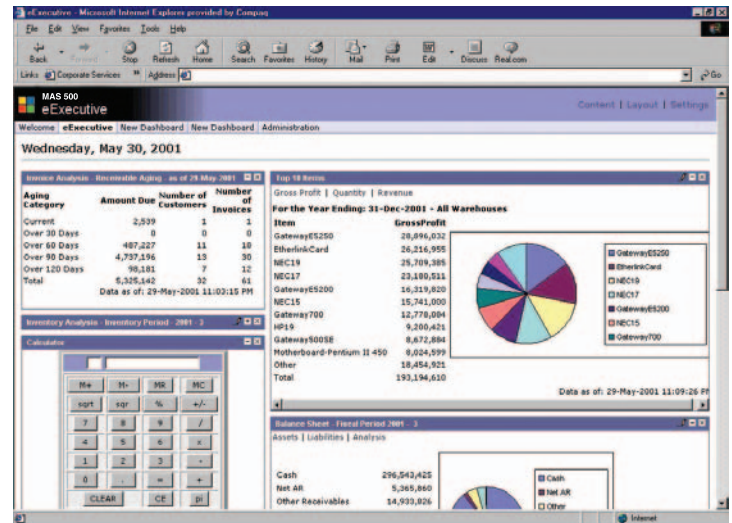 eExecutive - Microsoft Internet Explorer provided by Compaq
File Edit View Favorites Tools Help
Back Forward Stop Refresh Home Search Favorites History Mail Print Edit Discuss Real.com
Links Corporate Services » Address Go
MAS 500
eExecutive
Content | Layout | Settings
Welcome eExecutive New Dashboard New Dashboard Administration
Wednesday, May 30, 2001
Invoice Analysis - Receivable Aging - as of 29-May-2001
Aging Category Amount Due Number of Customers Number of Invoices
Current 2,539 1 1
Over 30 Days 0 0 0
Over 60 Days 487,227 11 18
Over 90 Days 4,737,196 13 30
Over 120 Days 98,181 7 12
Total 5,325,142 32 61
Data as of: 29-May-2001 11:03:15 PM
Inventory Analysis - Inventory Period - 2001 - 3
Calculator
M+ M- MR MC
sqrt sqr % +/-
7 8 9 /
4 5 6 x
1 2 3 -
0 . = +
CLEAR CE pi
Top 10 Items
Gross Profit | Quantity | Revenue
For the Year Ending: 31-Dec-2001 - All Warehouses
Item GrossProfit
GatewayE5250 28,896,032
EtherlinkCard 26,216,955
NEC19 25,709,385
NEC17 23,180,511
GatewayE5200 16,319,820
NEC15 15,741,000
Gateway700 12,778,084
HP19 9,200,421
Gateway500SE 8,672,884
Motherboard-Pentium II 450 8,024,599
Other 18,454,921
Total 193,194,610
GatewayE5250
EtherlinkCard
NEC19
NEC17
GatewayE5200
NEC15
Gateway700
Data as of: 29-May-2001 11:09:26 PM
Balance Sheet - Fiscal Period 2001 - 3
Assets | Liabilities | Analysis
Cash 296,543,425
Net AR 5,365,860
Other Receivables 14,933,026
Cash
Net AR
Other
Internet